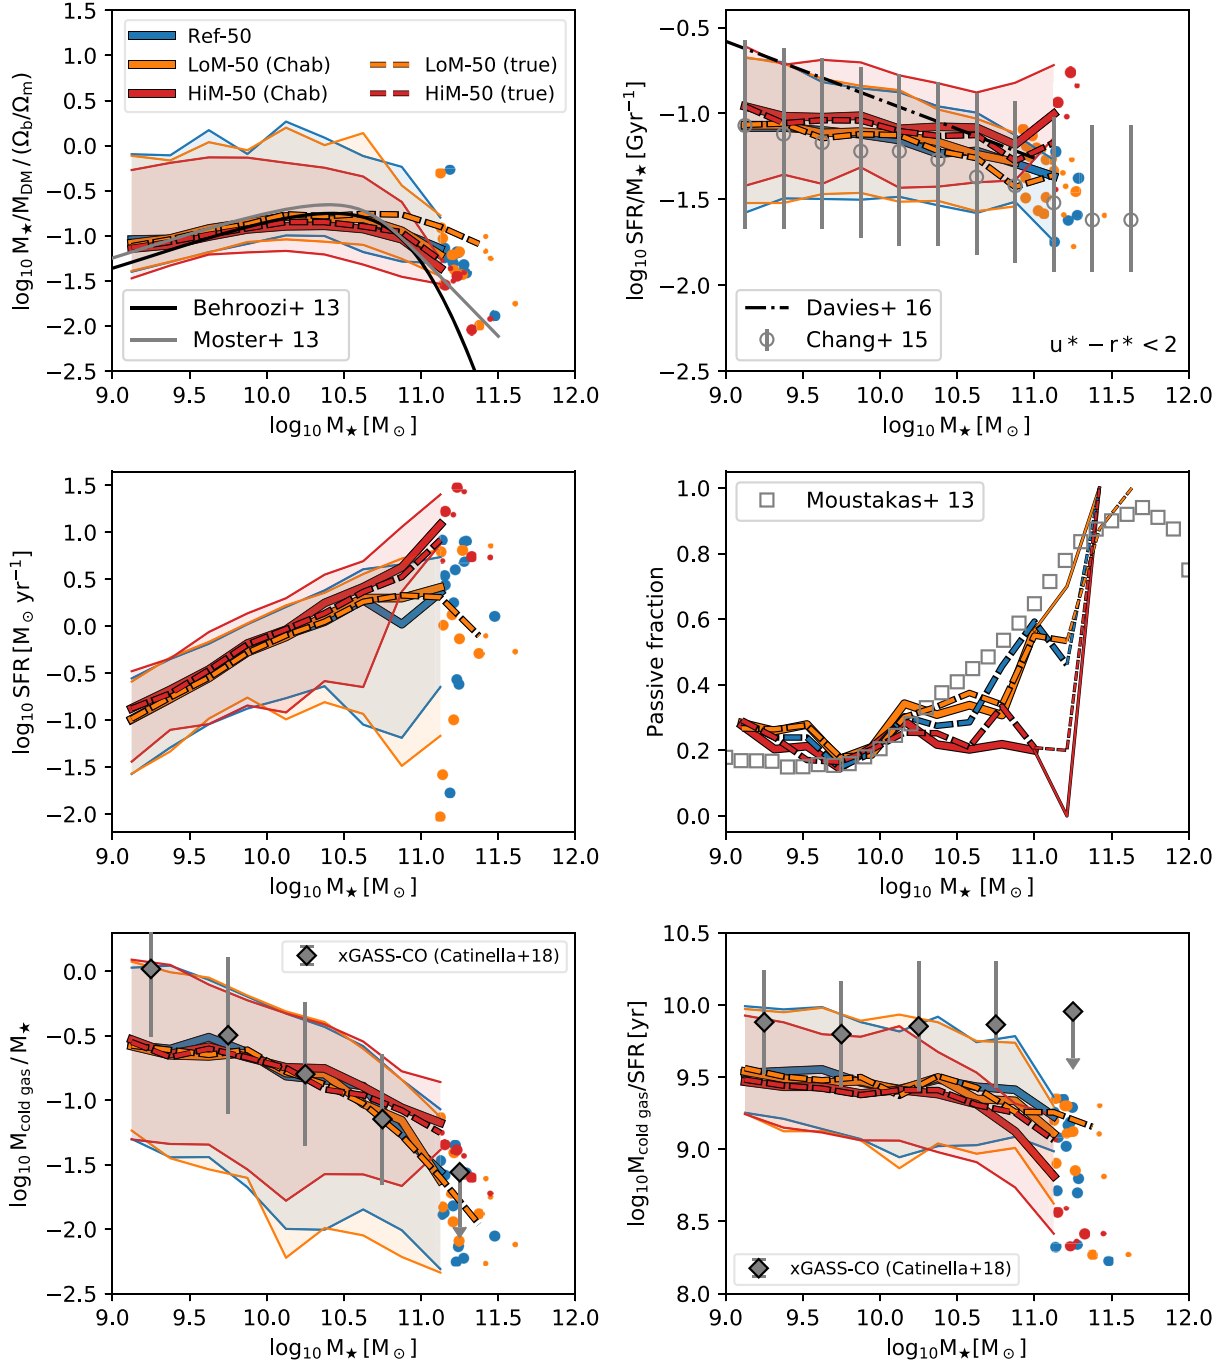 1.5
1.0
0.5
0.0
−0.5
−1.0
−1.5
−2.0
−2.5
log₁₀ M★/M_DM/(Ω_b/Ω_m)
Ref-50
LoM-50 (Chab)
HiM-50 (Chab)
LoM-50 (true)
HiM-50 (true)
Behroozi+ 13
Moster+ 13
9.0 9.5 10.0 10.5 11.0 11.5 12.0
log₁₀ M★ [M⊙]
−0.5
−1.0
−1.5
−2.0
−2.5
log₁₀ SFR/M★ [Gyr⁻¹]
Davies+ 16
Chang+ 15
u* − r* < 2
9.0 9.5 10.0 10.5 11.0 11.5 12.0
log₁₀ M★ [M⊙]
1.5
1.0
0.5
0.0
−0.5
−1.0
−1.5
−2.0
log₁₀ SFR [M⊙ yr⁻¹]
9.0 9.5 10.0 10.5 11.0 11.5 12.0
log₁₀ M★ [M⊙]
1.0
0.8
0.6
0.4
0.2
0.0
Passive fraction
Moustakas+ 13
9.0 9.5 10.0 10.5 11.0 11.5 12.0
log₁₀ M★ [M⊙]
0.0
−0.5
−1.0
−1.5
−2.0
−2.5
log₁₀ M_cold gas/M★
xGASS-CO (Catinella+18)
9.0 9.5 10.0 10.5 11.0 11.5 12.0
log₁₀ M★ [M⊙]
10.5
10.0
9.5
9.0
8.5
8.0
log₁₀M_cold gas/SFR [yr]
xGASS-CO (Catinella+18)
9.0 9.5 10.0 10.5 11.0 11.5 12.0
log₁₀ M★ [M⊙]